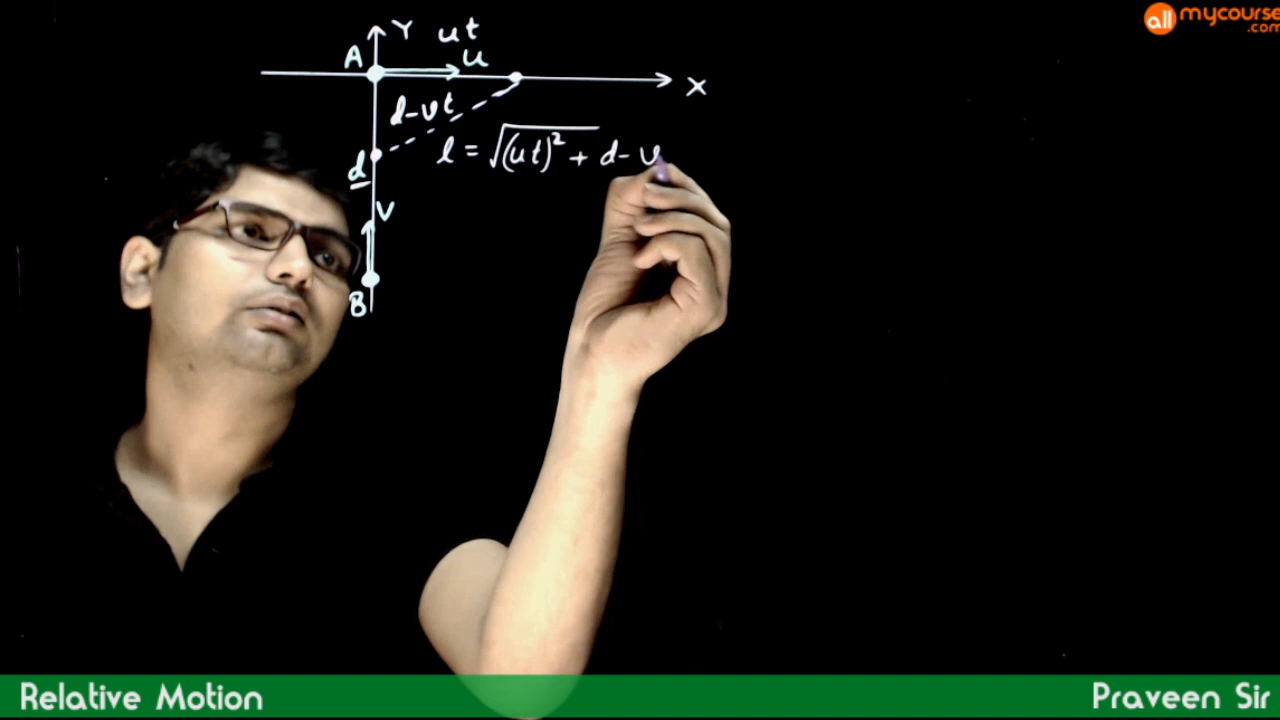 all mycourse
.com
Y ut
A u
X
d-vt
l = √(ut)² + d - v
d
V
B
Relative Motion
Praveen Sir